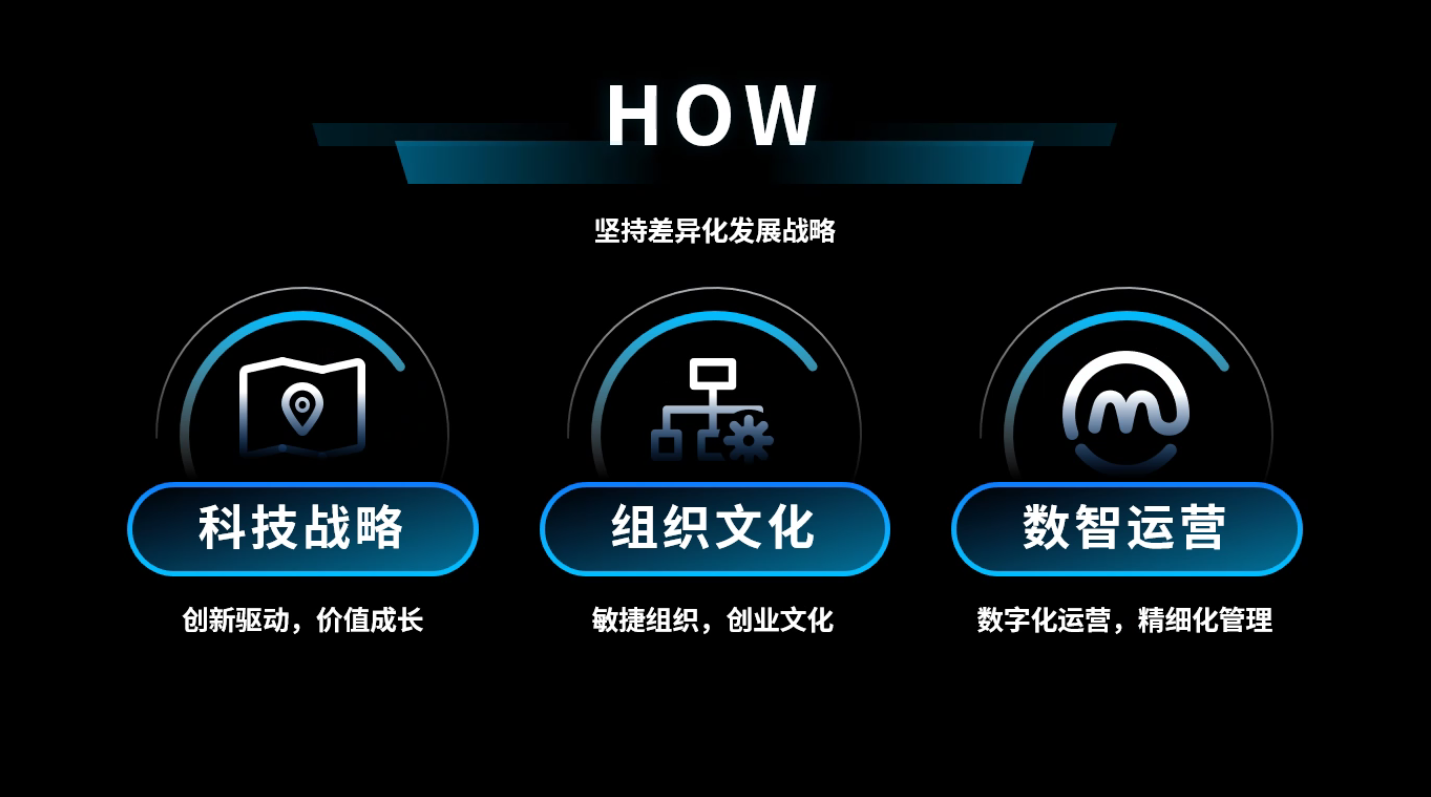 HOW
坚持差异化发展战略
科技战略
组织文化
数智运营
创新驱动，价值成长
敏捷组织，创业文化
数字化运营，精细化管理